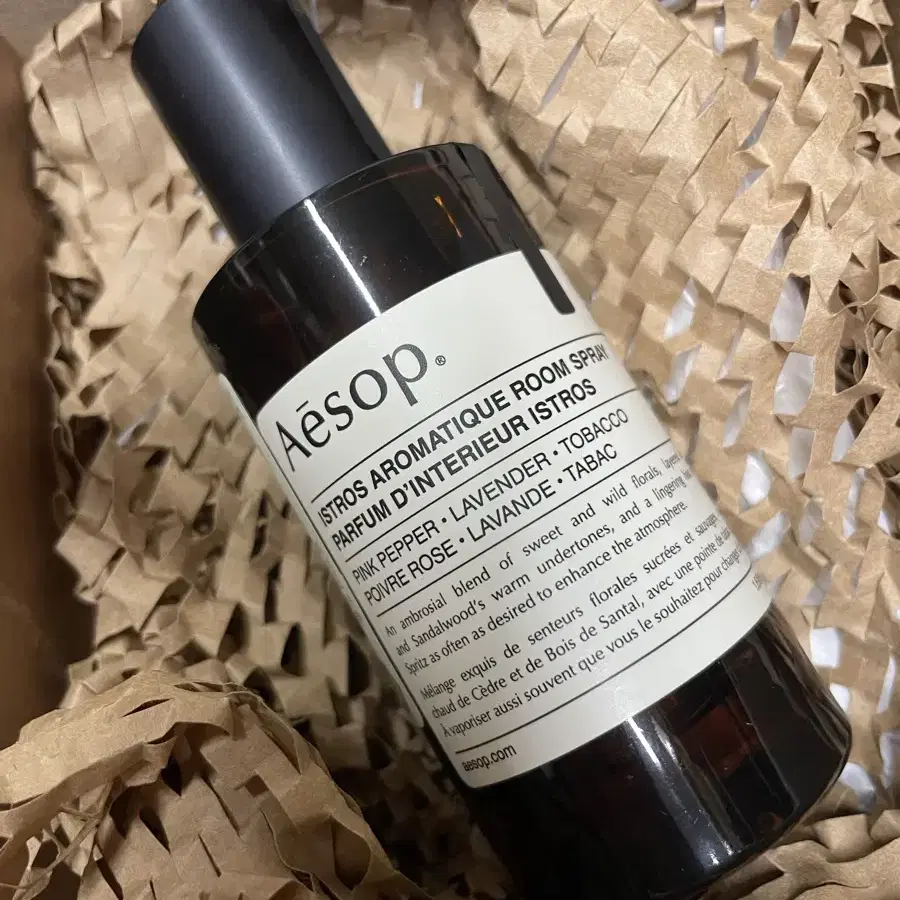 Aēsop.®
ISTROS AROMATIQUE ROOM SPRAY
PARFUM D'INTERIEUR ISTROS
PINK PEPPER • LAVENDER • TOBACCO
POIVRE ROSE • LAVANDE • TABAC
An ambrosial blend of sweet and wild florals,
and Sandalwood's warm undertones, and a lingering
Spritz as often as desired to enhance the atmosphere.
Mélange exquis de senteurs florales sucrées et sauvages
chaud de Cèdre et de Bois de Santal, avec une pointe de
À vaporiser aussi souvent que vous le souhaitez pour changer
aesop.com